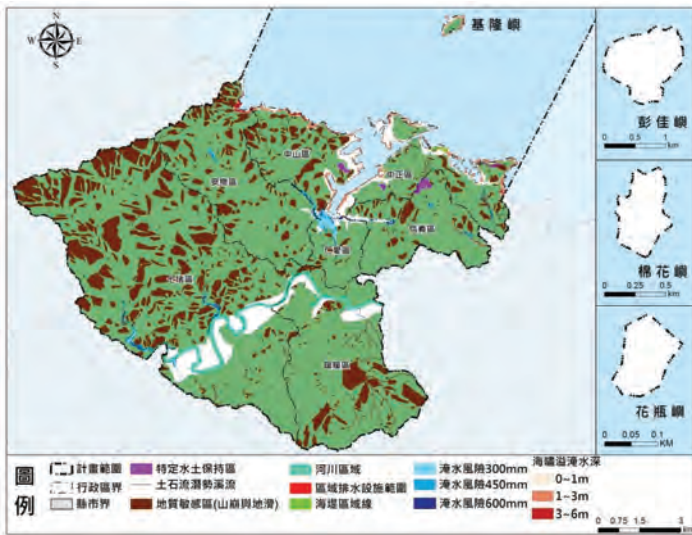 N
W
E
S
基隆嶼
中山區
安樂區
中正區
信義區
仁愛區
七堵區
暖暖區
彭佳嶼
0 0.5 1
km
棉花嶼
0 0.25 0.5
km
花瓶嶼
0 0.05 0.1
KM
圖例
計畫範圍
行政區界
縣市界
特定水土保持區
土石流潛勢溪流
地質敏感區(山崩與地滑)
河川區域
區域排水設施範圍
海堤區域線
淹水風險300mm
淹水風險450mm
淹水風險600mm
海嘯溢淹水深
0~1m
1~3m
3~6m
0 0.75 1.5 3